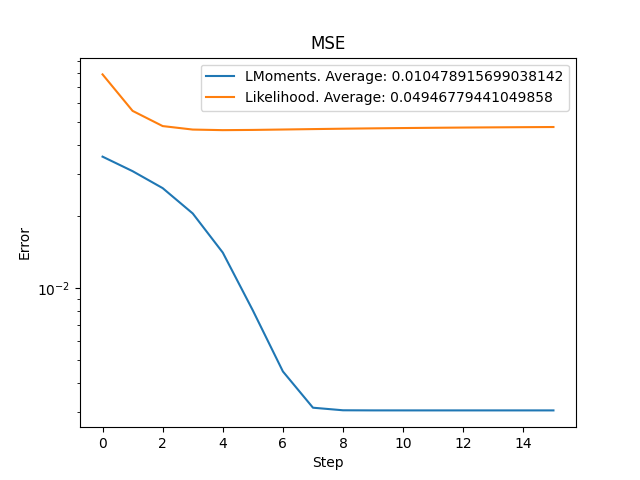 MSE
LMoments. Average: 0.010478915699038142
Likelihood. Average: 0.04946779441049858
Error
10⁻²
0 2 4 6 8 10 12 14
Step